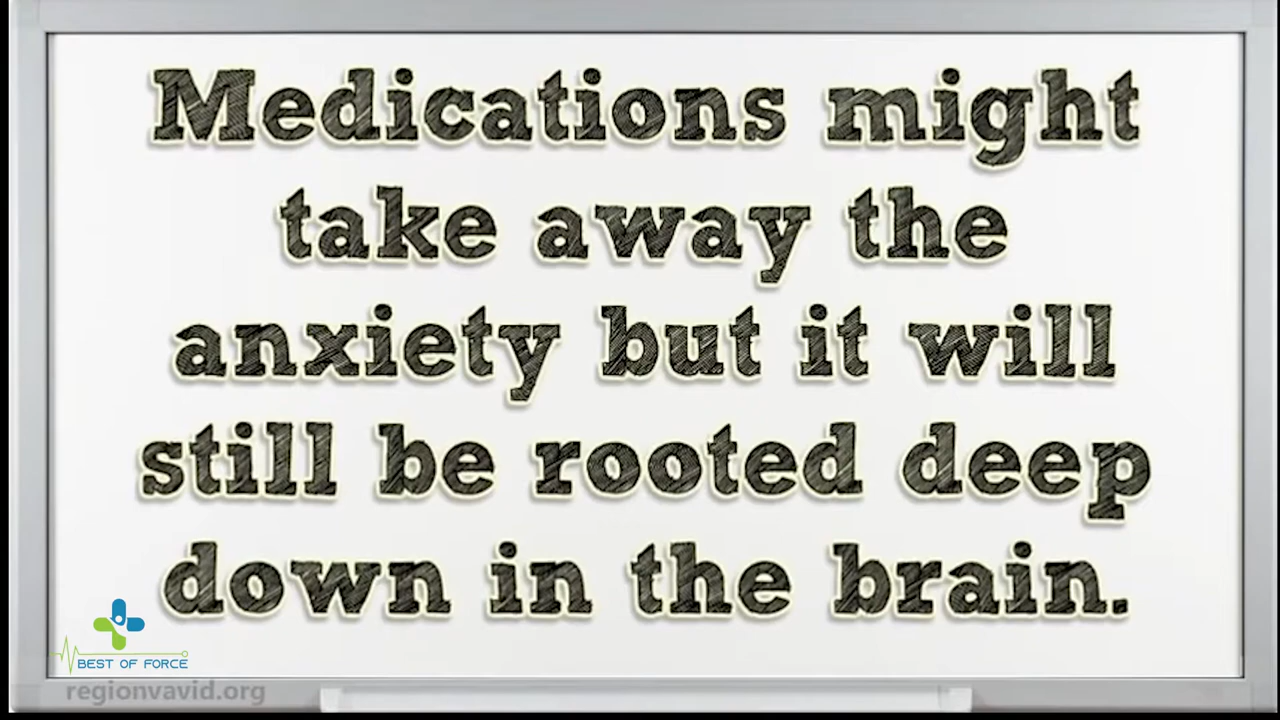 Medications might
take away the
anxiety but it will
still be rooted deep
down in the brain.
BEST OF FORCE
regionvavid.org